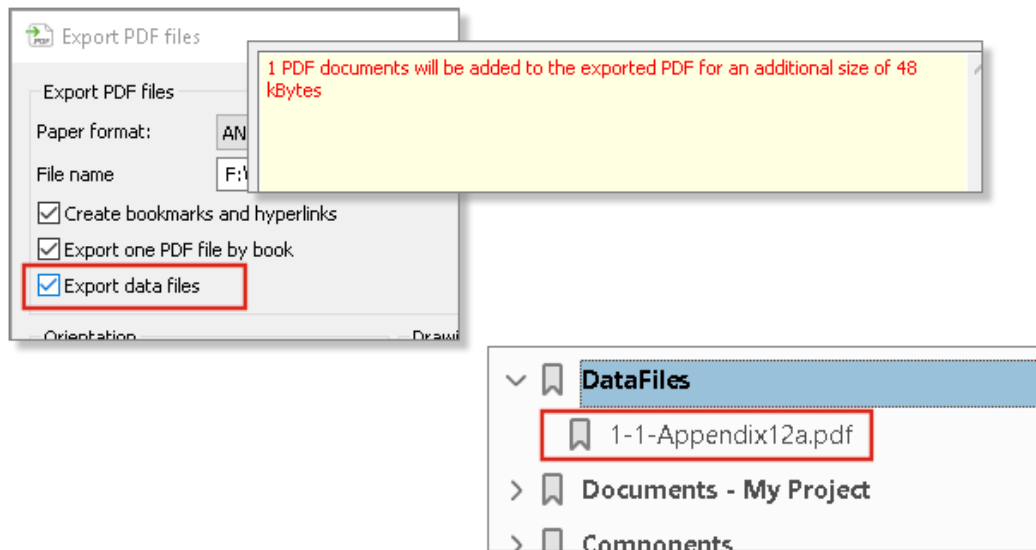 Export PDF files
1 PDF documents will be added to the exported PDF for an additional size of 48
kBytes
Export PDF files
Paper format:
AN
File name
F:\
Create bookmarks and hyperlinks
Export one PDF file by book
Export data files
Orientation
Drawi
DataFiles
1-1-Appendix12a.pdf
Documents - My Project
Components